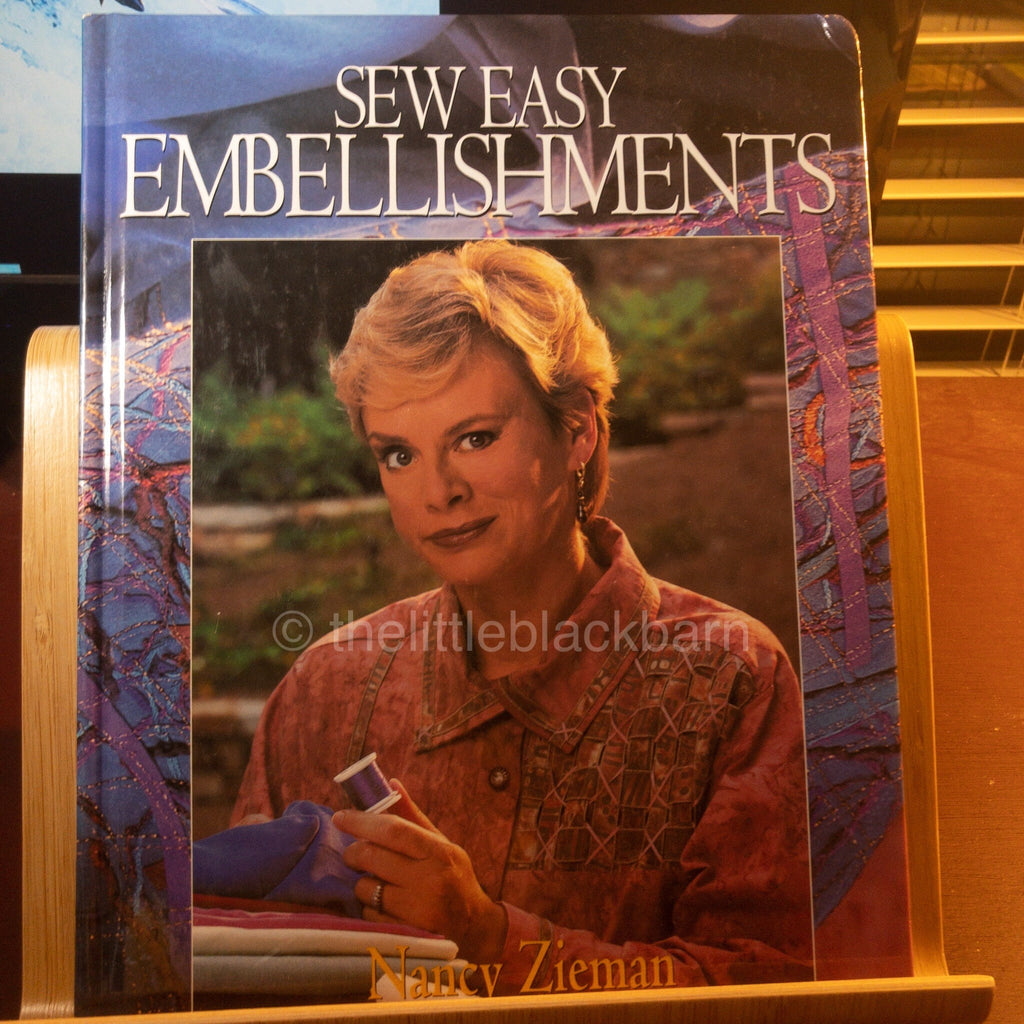 SEW EASY
EMBELLISHMENTS
© thelittleblackbarn
Nancy Zieman